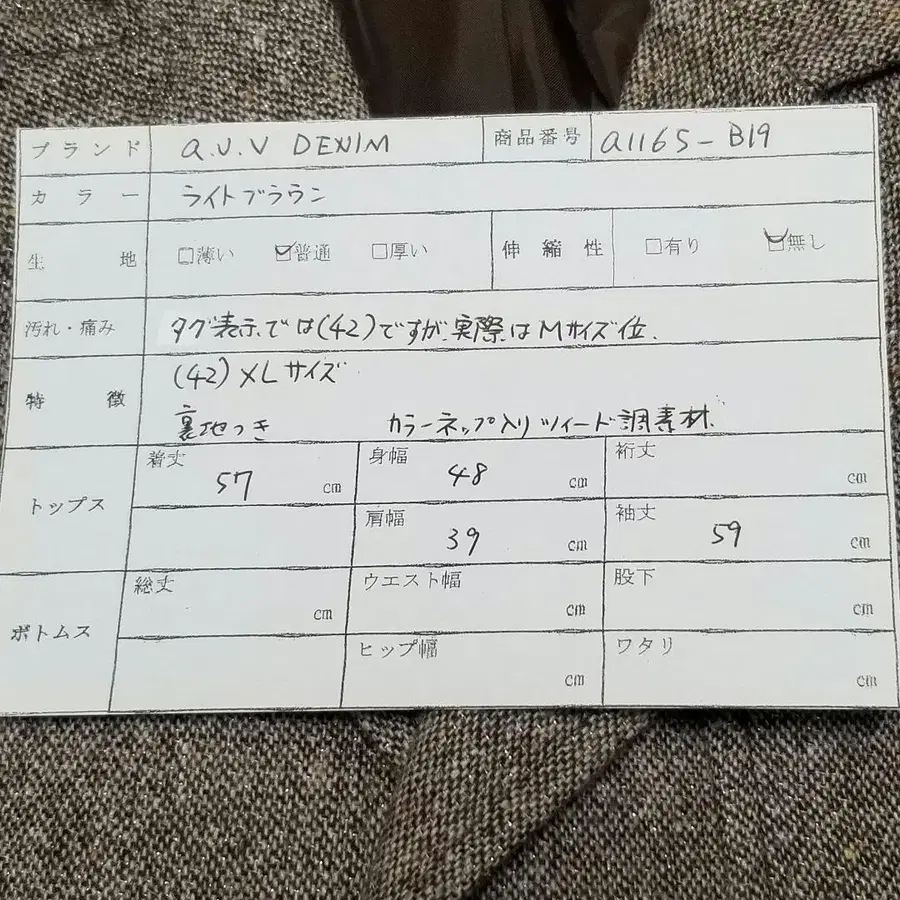 ブランド a.v.v DENIM 商品番号 a1165-B19
カラー ライトブラウン
生地 □薄い ☑普通 □厚い 伸縮性 □有り ☑無し
汚れ・痛み タグ表示では(42)ですが、実際はMサイズ位.
特徴 (42) XLサイズ
裏地つき カラーネップ入りツィード調素材.
トップス 着丈 57 cm 身幅 48 cm 裄丈 cm
肩幅 39 cm 袖丈 59 cm
ボトムス 総丈 cm ウエスト幅 cm 股下 cm
ヒップ幅 cm ワタリ cm